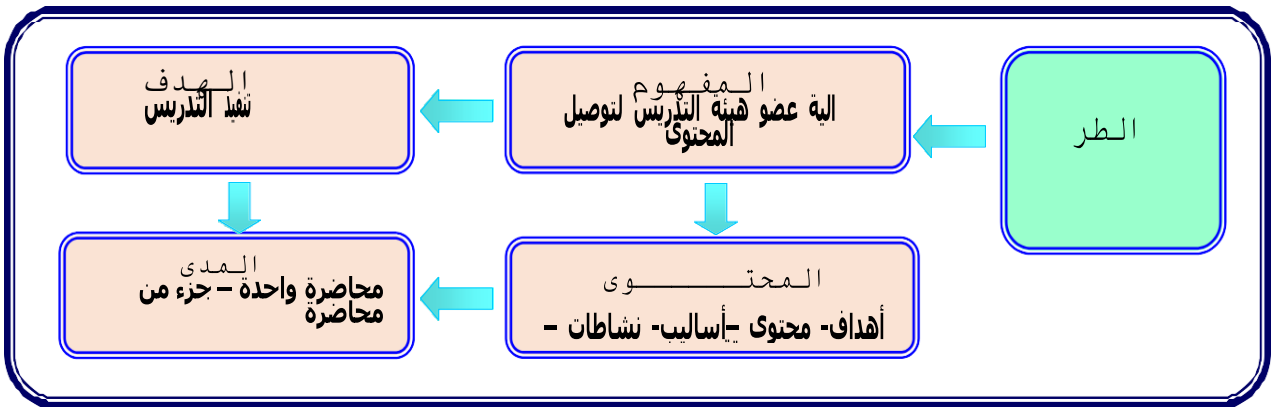 الطر
المفهوم
الية عضو هيئة التدريس لتوصيل
المحتوى
الهدف
تنفيذ التدريس
المحتـــــــوى
أهداف- محتوى –أساليب- نشاطات –
المدى
محاضرة واحدة – جزء من
محاضرة